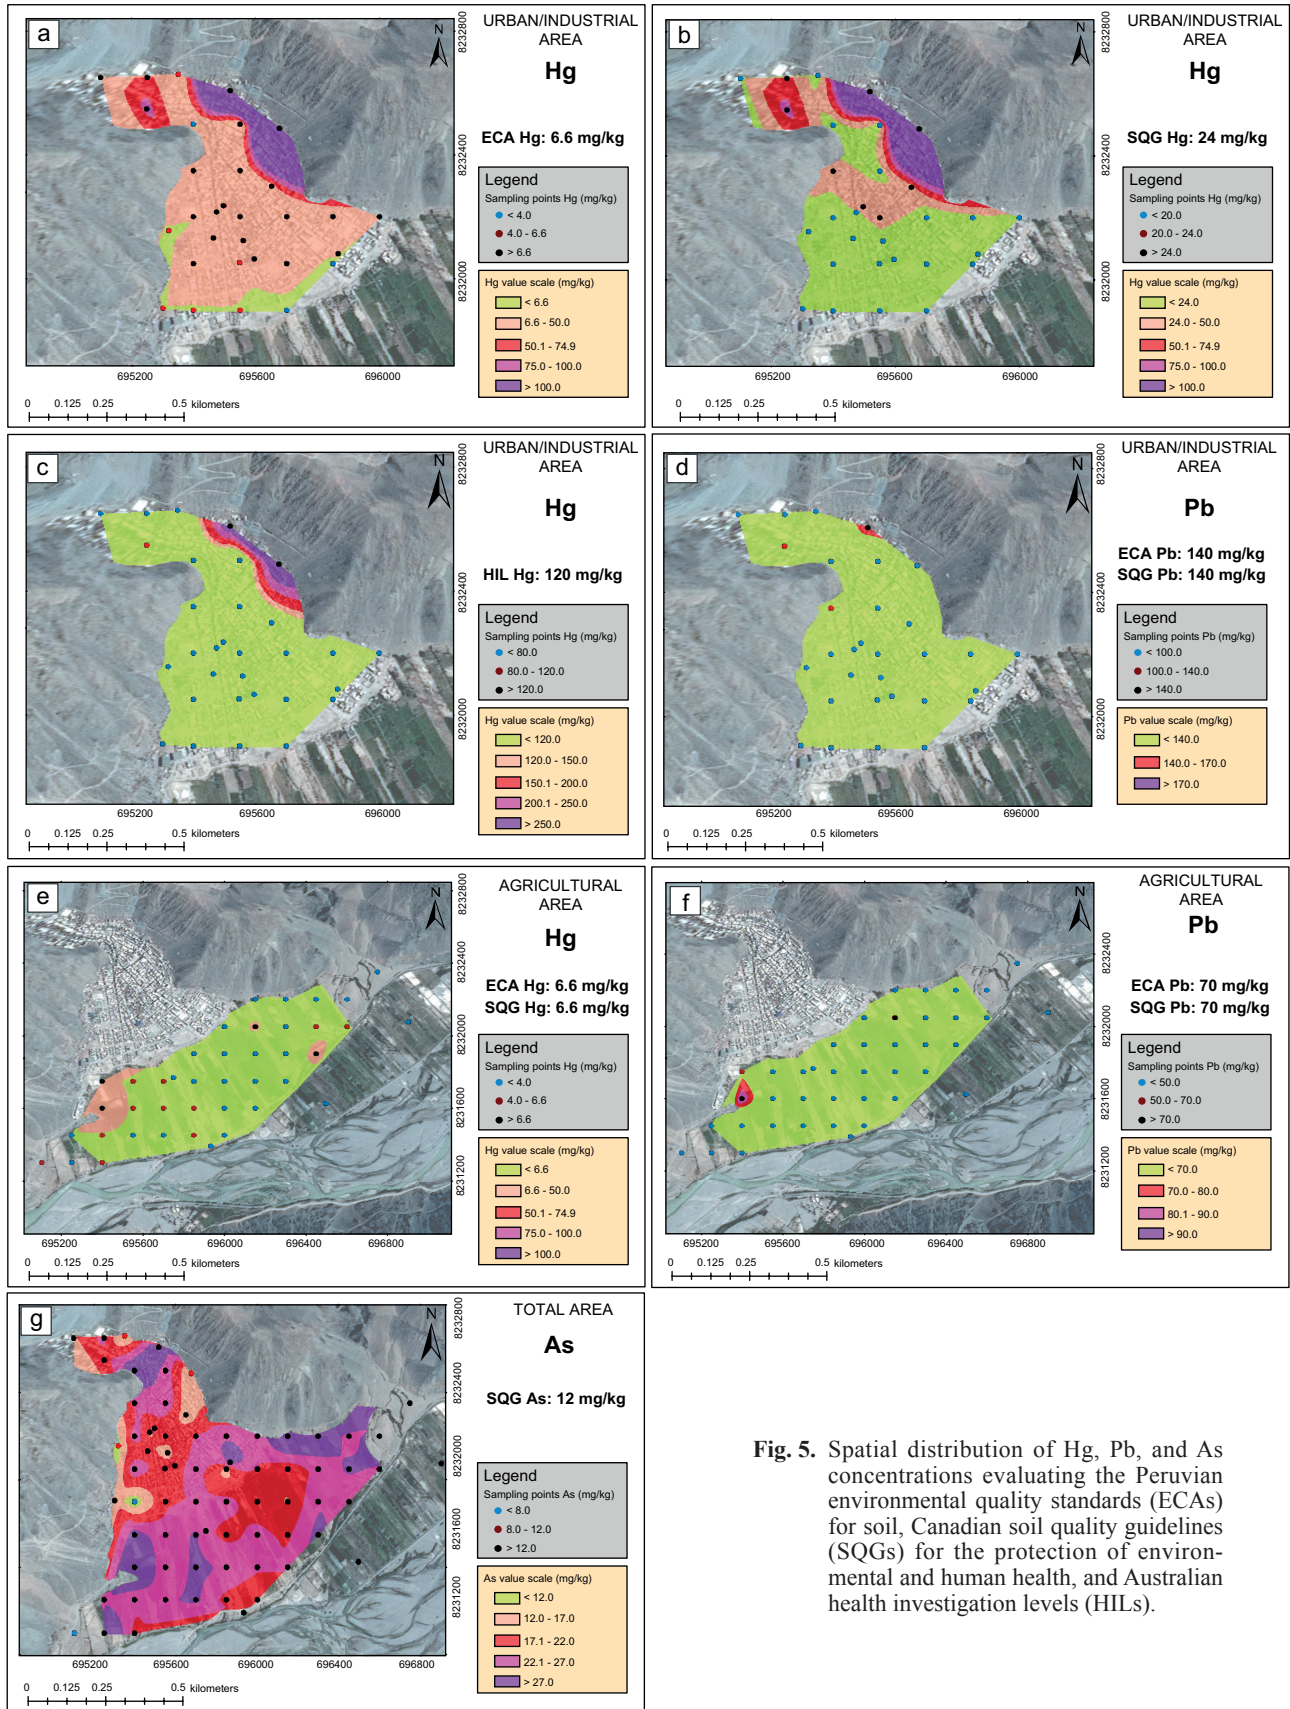 a
URBAN/INDUSTRIAL
AREA
Hg
ECA Hg: 6.6 mg/kg
Legend
Sampling points Hg (mg/kg)
< 4.0
4.0 - 6.6
> 6.6
Hg value scale (mg/kg)
< 6.6
6.6 - 50.0
50.1 - 74.9
75.0 - 100.0
> 100.0
N
8232800
8232400
8232000
695200 695600 696000
0 0.125 0.25 0.5 kilometers
b
URBAN/INDUSTRIAL
AREA
Hg
SQG Hg: 24 mg/kg
Legend
Sampling points Hg (mg/kg)
< 20.0
20.0 - 24.0
> 24.0
Hg value scale (mg/kg)
< 24.0
24.0 - 50.0
50.1 - 74.9
75.0 - 100.0
> 100.0
N
8232800
8232400
8232000
695200 695600 696000
0 0.125 0.25 0.5 kilometers
c
URBAN/INDUSTRIAL
AREA
Hg
HIL Hg: 120 mg/kg
Legend
Sampling points Hg (mg/kg)
< 80.0
80.0 - 120.0
> 120.0
Hg value scale (mg/kg)
< 120.0
120.0 - 150.0
150.1 - 200.0
200.1 - 250.0
> 250.0
N
8232800
8232400
8232000
695200 695600 696000
0 0.125 0.25 0.5 kilometers
d
URBAN/INDUSTRIAL
AREA
Pb
ECA Pb: 140 mg/kg
SQG Pb: 140 mg/kg
Legend
Sampling points Pb (mg/kg)
< 100.0
100.0 - 140.0
> 140.0
Pb value scale (mg/kg)
< 140.0
140.0 - 170.0
> 170.0
N
8232800
8232400
8232000
695200 695600 696000
0 0.125 0.25 0.5 kilometers
e
AGRICULTURAL
AREA
Hg
ECA Hg: 6.6 mg/kg
SQG Hg: 6.6 mg/kg
Legend
Sampling points Hg (mg/kg)
< 4.0
4.0 - 6.6
> 6.6
Hg value scale (mg/kg)
< 6.6
6.6 - 50.0
50.1 - 74.9
75.0 - 100.0
> 100.0
N
8232800
8232400
8232000
8231600
8231200
695200 695600 696000 696400 696800
0 0.125 0.25 0.5 kilometers
f
AGRICULTURAL
AREA
Pb
ECA Pb: 70 mg/kg
SQG Pb: 70 mg/kg
Legend
Sampling points Pb (mg/kg)
< 50.0
50.0 - 70.0
> 70.0
Pb value scale (mg/kg)
< 70.0
70.0 - 80.0
80.1 - 90.0
> 90.0
N
8232400
8232000
8231600
8231200
695200 695600 696000 696400 696800
0 0.125 0.25 0.5 kilometers
g
TOTAL AREA
As
SQG As: 12 mg/kg
Legend
Sampling points As (mg/kg)
< 8.0
8.0 - 12.0
> 12.0
As value scale (mg/kg)
< 12.0
12.0 - 17.0
17.1 - 22.0
22.1 - 27.0
> 27.0
N
8232800
8232400
8232000
8231600
8231200
695200 695600 696000 696400 696800
0 0.125 0.25 0.5 kilometers
Fig. 5. Spatial distribution of Hg, Pb, and As
concentrations evaluating the Peruvian
environmental quality standards (ECAs)
for soil, Canadian soil quality guidelines
(SQGs) for the protection of environ-
mental and human health, and Australian
health investigation levels (HILs).